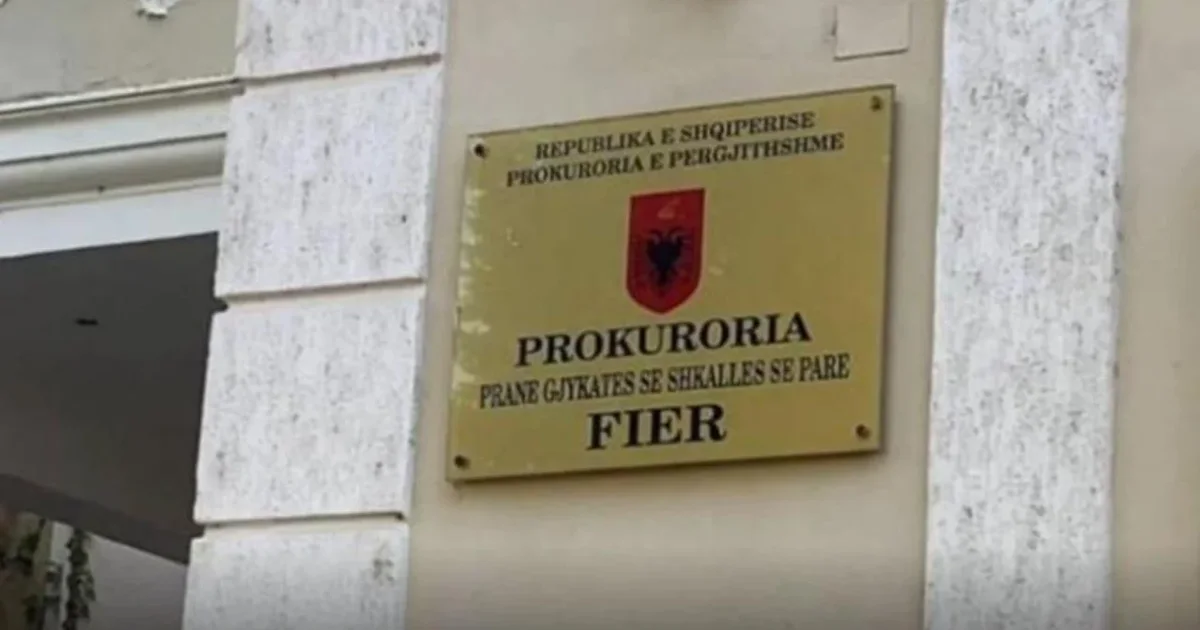 REPUBLIKA E SHQIPERISE
PROKURORIA E PERGJITHSHME
PROKURORIA
PRANE GJYKATES SE SHKALLES SE PARE
FIER